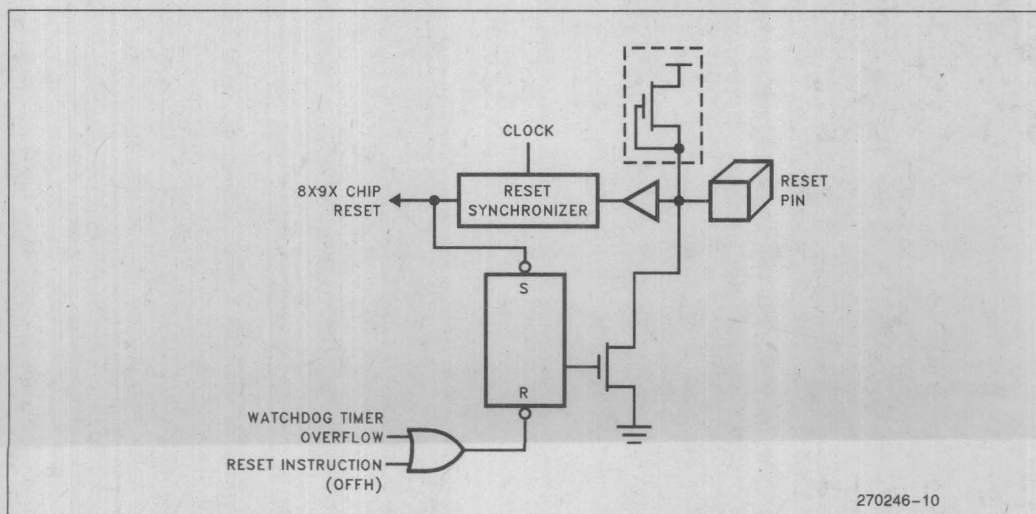 CLOCK
8X9X CHIP
RESET
RESET
SYNCHRONIZER
RESET
PIN
S
R
WATCHDOG TIMER
OVERFLOW
RESET INSTRUCTION
(OFFH)
270246-10